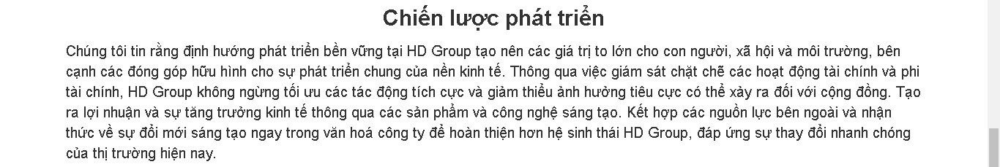 Chiến lược phát triển
Chúng tôi tin rằng định hướng phát triển bền vững tại HD Group tạo nên các giá trị to lớn cho con người, xã hội và môi trường, bên
cạnh các đóng góp hữu hình cho sự phát triển chung của nền kinh tế. Thông qua việc giám sát chặt chẽ các hoạt động tài chính và phi
tài chính, HD Group không ngừng tối ưu các tác động tích cực và giảm thiểu ảnh hưởng tiêu cực có thể xảy ra đối với cộng đồng. Tạo
ra lợi nhuận và sự tăng trưởng kinh tế thông qua các sản phẩm và công nghệ sáng tạo. Kết hợp các nguồn lực bên ngoài và nhận
thức về sự đổi mới sáng tạo ngay trong văn hoá công ty để hoàn thiện hơn hệ sinh thái HD Group, đáp ứng sự thay đổi nhanh chóng
của thị trường hiện nay.